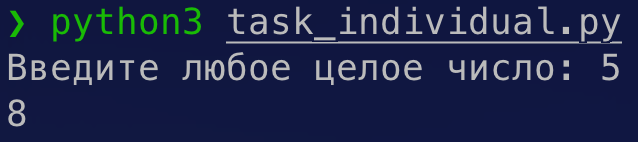 ❯ python3 task_individual.py
Введите любое целое число: 5
8